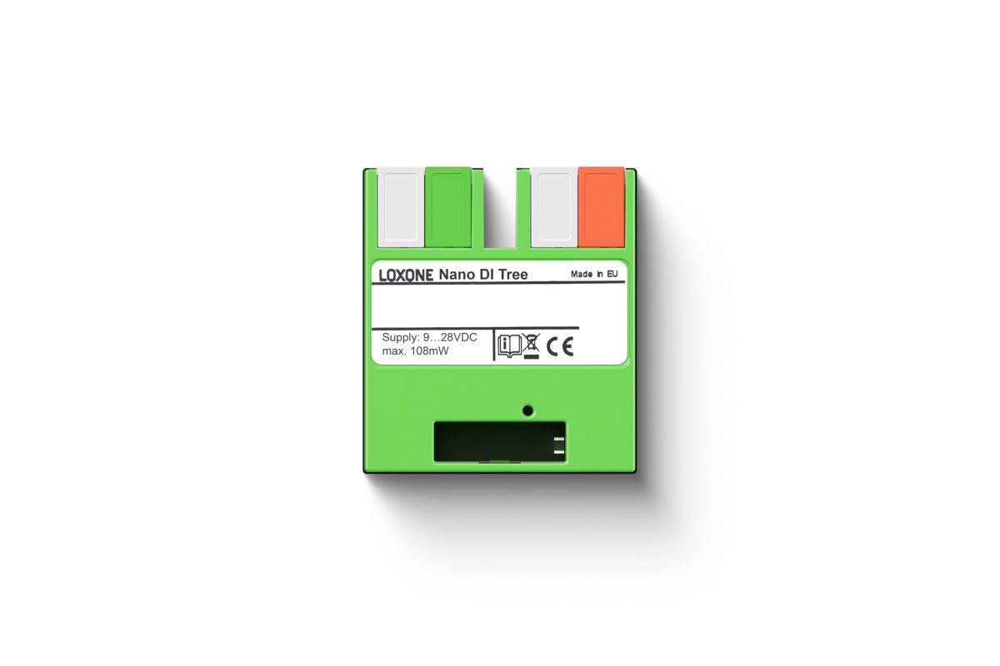 LOXONE Nano DI Tree Made in EU
Supply: 9...28VDC
max. 108mW
CE